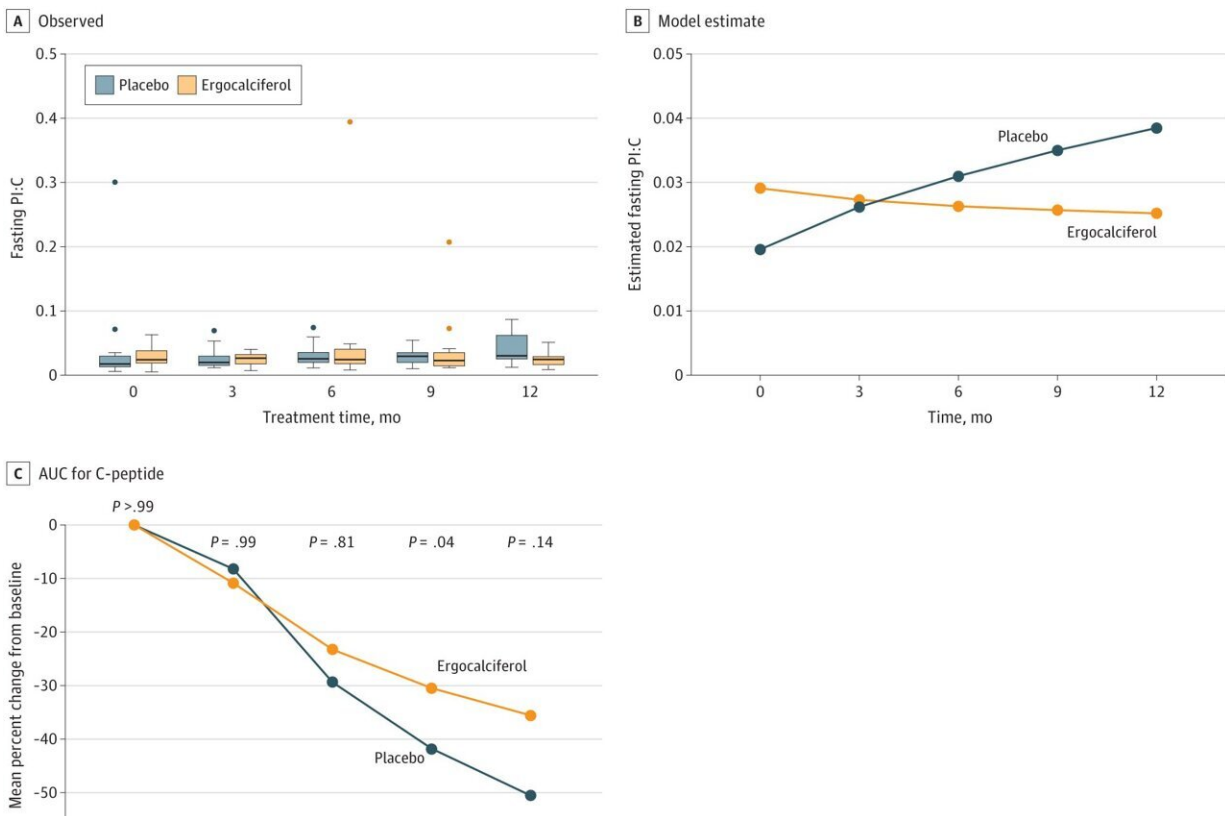 A Observed
0.5
0.4
0.3
0.2
0.1
0
Fasting PI:C
Placebo Ergocalciferol
0 3 6 9 12
Treatment time, mo
B Model estimate
0.05
0.04
0.03
0.02
0.01
0
Estimated fasting PI:C
Placebo
Ergocalciferol
0 3 6 9 12
Time, mo
C AUC for C-peptide
P >.99
P = .99 P = .81 P = .04 P = .14
0
-10
-20
-30
-40
-50
Mean percent change from baseline
Ergocalciferol
Placebo